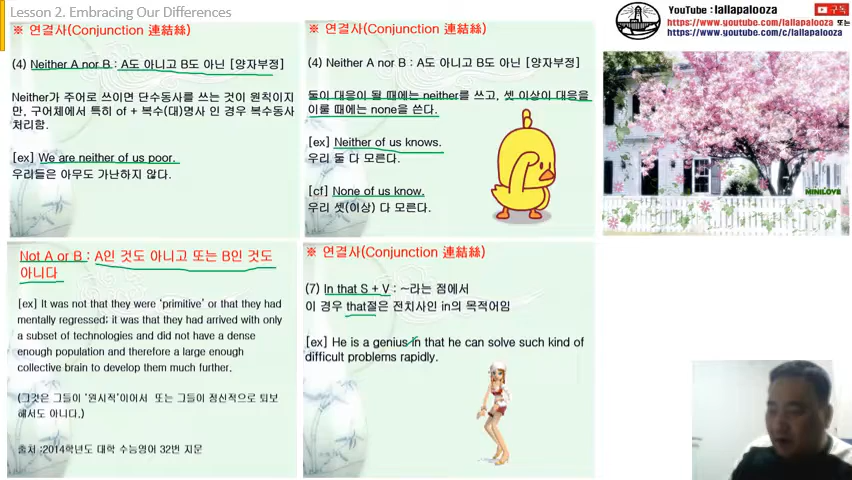 Lesson 2. Embracing Our Differences
※ 연결사(Conjunction 連結絲)
(4) Neither A nor B : A도 아니고 B도 아닌 [양자부정]
Neither가 주어로 쓰이면 단수동사를 쓰는 것이 원칙이지
만, 구어체에서 특히 of + 복수(대)명사 인 경우 복수동사
처리함.
[ex] We are neither of us poor.
우리들은 아무도 가난하지 않다.
※ 연결사(Conjunction 連結絲)
(4) Neither A nor B : A도 아니고 B도 아닌 [양자부정]
둘이 대응이 될 때에는 neither를 쓰고, 셋 이상이 대응을
이룰 때에는 none을 쓴다.
[ex] Neither of us knows.
우리 둘 다 모른다.
[cf] None of us know.
우리 셋(이상) 다 모른다.
YouTube : lallapalooza
구독
https://www.youtube.com/lallapalooza 또는
https://www.youtube.com/c/lallapalooza
MINILOVE
Not A or B : A인 것도 아니고 또는 B인 것도
아니다
[ex] It was not that they were ‘primitive’ or that they had
mentally regressed; it was that they had arrived with only
a subset of technologies and did not have a dense
enough population and therefore a large enough
collective brain to develop them much further.
(그것은 그들이 ‘원시적’이어서 또는 그들이 정신적으로 퇴보
해서도 아니다.)
출처 :2014학년도 대학 수능영어 32번 지문
※ 연결사(Conjunction 連結絲)
(7) In that S + V : ~라는 점에서
이 경우 that절은 전치사인 in의 목적어임
[ex] He is a genius in that he can solve such kind of
difficult problems rapidly.